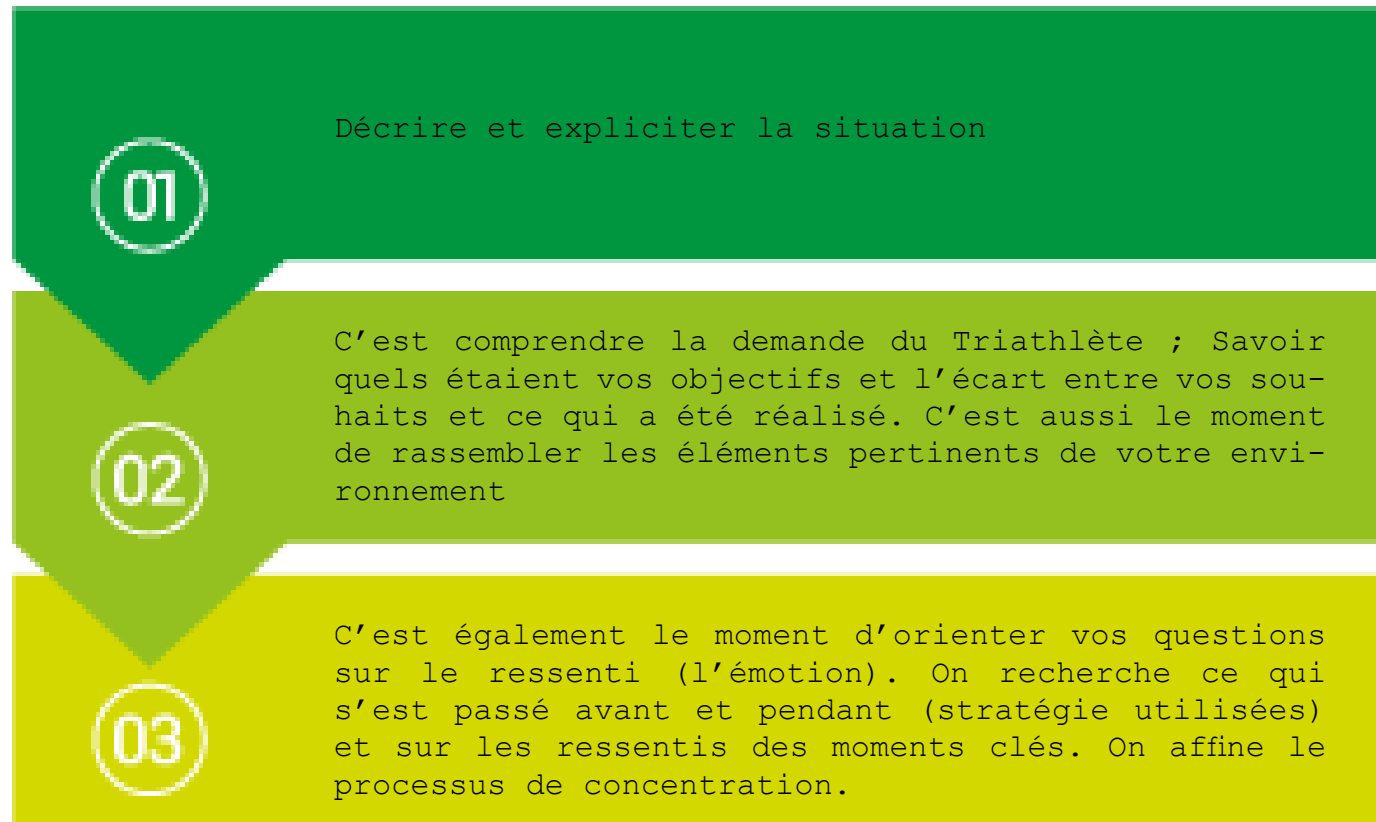 01
Décrire et expliciter la situation
02
C’est comprendre la demande du Triathlète ; Savoir
quels étaient vos objectifs et l’écart entre vos sou-
haits et ce qui a été réalisé. C’est aussi le moment
de rassembler les éléments pertinents de votre envi-
ronnement
03
C’est également le moment d’orienter vos questions
sur le ressenti (l’émotion). On recherche ce qui
s’est passé avant et pendant (stratégie utilisées)
et sur les ressentis des moments clés. On affine le
processus de concentration.